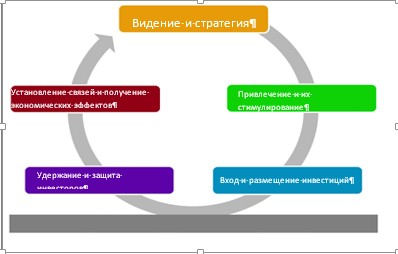 Видение·и·стратегия¶
Установление·связей·и·получение·
экономических·эффектов¶
Привлечение·и·их·
стимулирование¶
Удержание·и·защита·
инвесторов¶
Вход·и·размещение·инвестиций¶